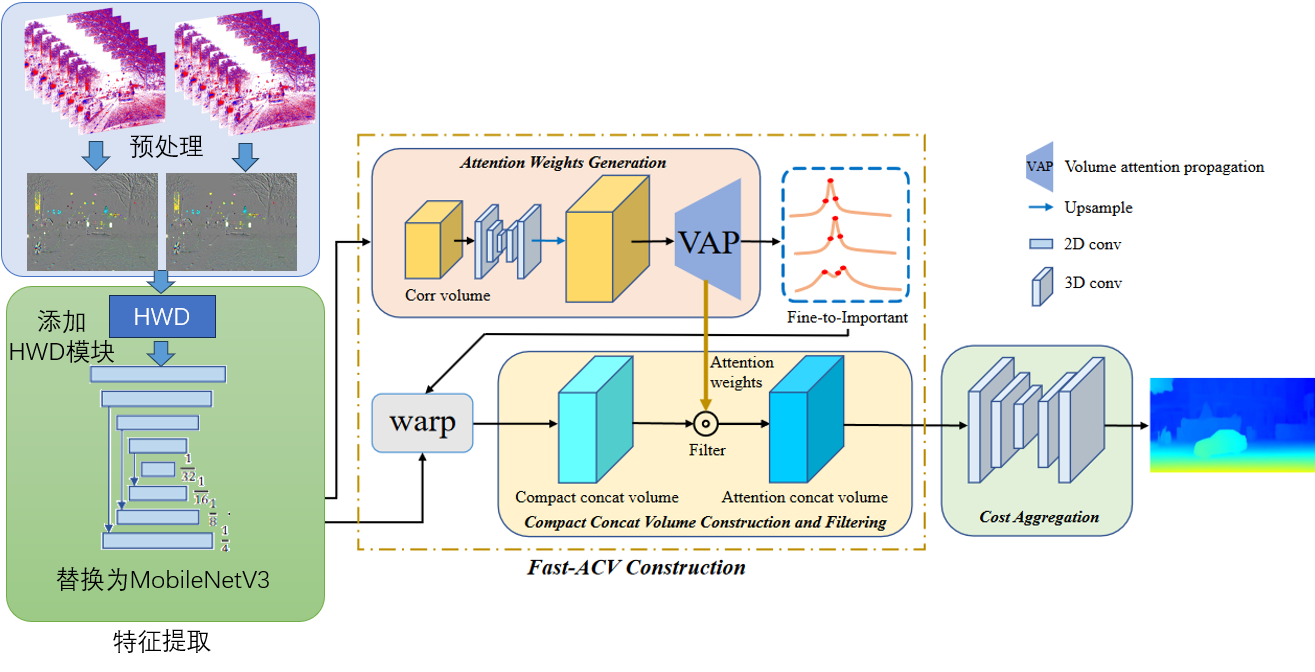 预处理
HWD
添加
HWD模块
1/32
1/16
1/8
1/4
替换为MobileNetV3
特征提取
Attention Weights Generation
Corr volume
VAP
Fine-to-Important
warp
Attention
weights
Filter
Compact concat volume
Attention concat volume
Compact Concat Volume Construction and Filtering
Fast-ACV Construction
Cost Aggregation
VAP
Volume attention propagation
Upsample
2D conv
3D conv